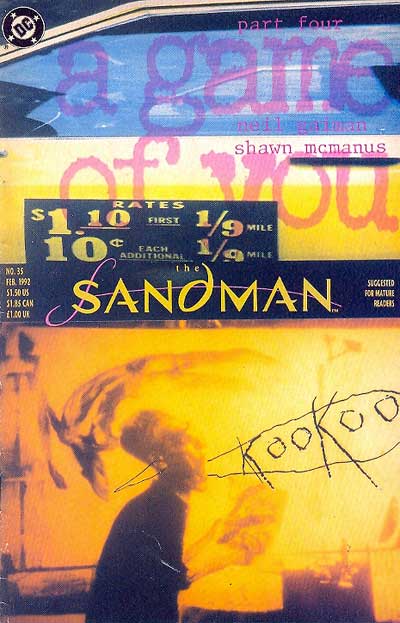 DC
part four
a game
neil gaiman
shawn mcmanus
of you
RATES
$1.10 FIRST 1/9 MILE
10¢ EACH ADDITIONAL 1/9 MILE
NO. 35
FEB. 1992
$1.50 US
$1.85 CAN
£1.00 UK
the
SANDMAN™
SUGGESTED
FOR MATURE
READERS
KooKoo